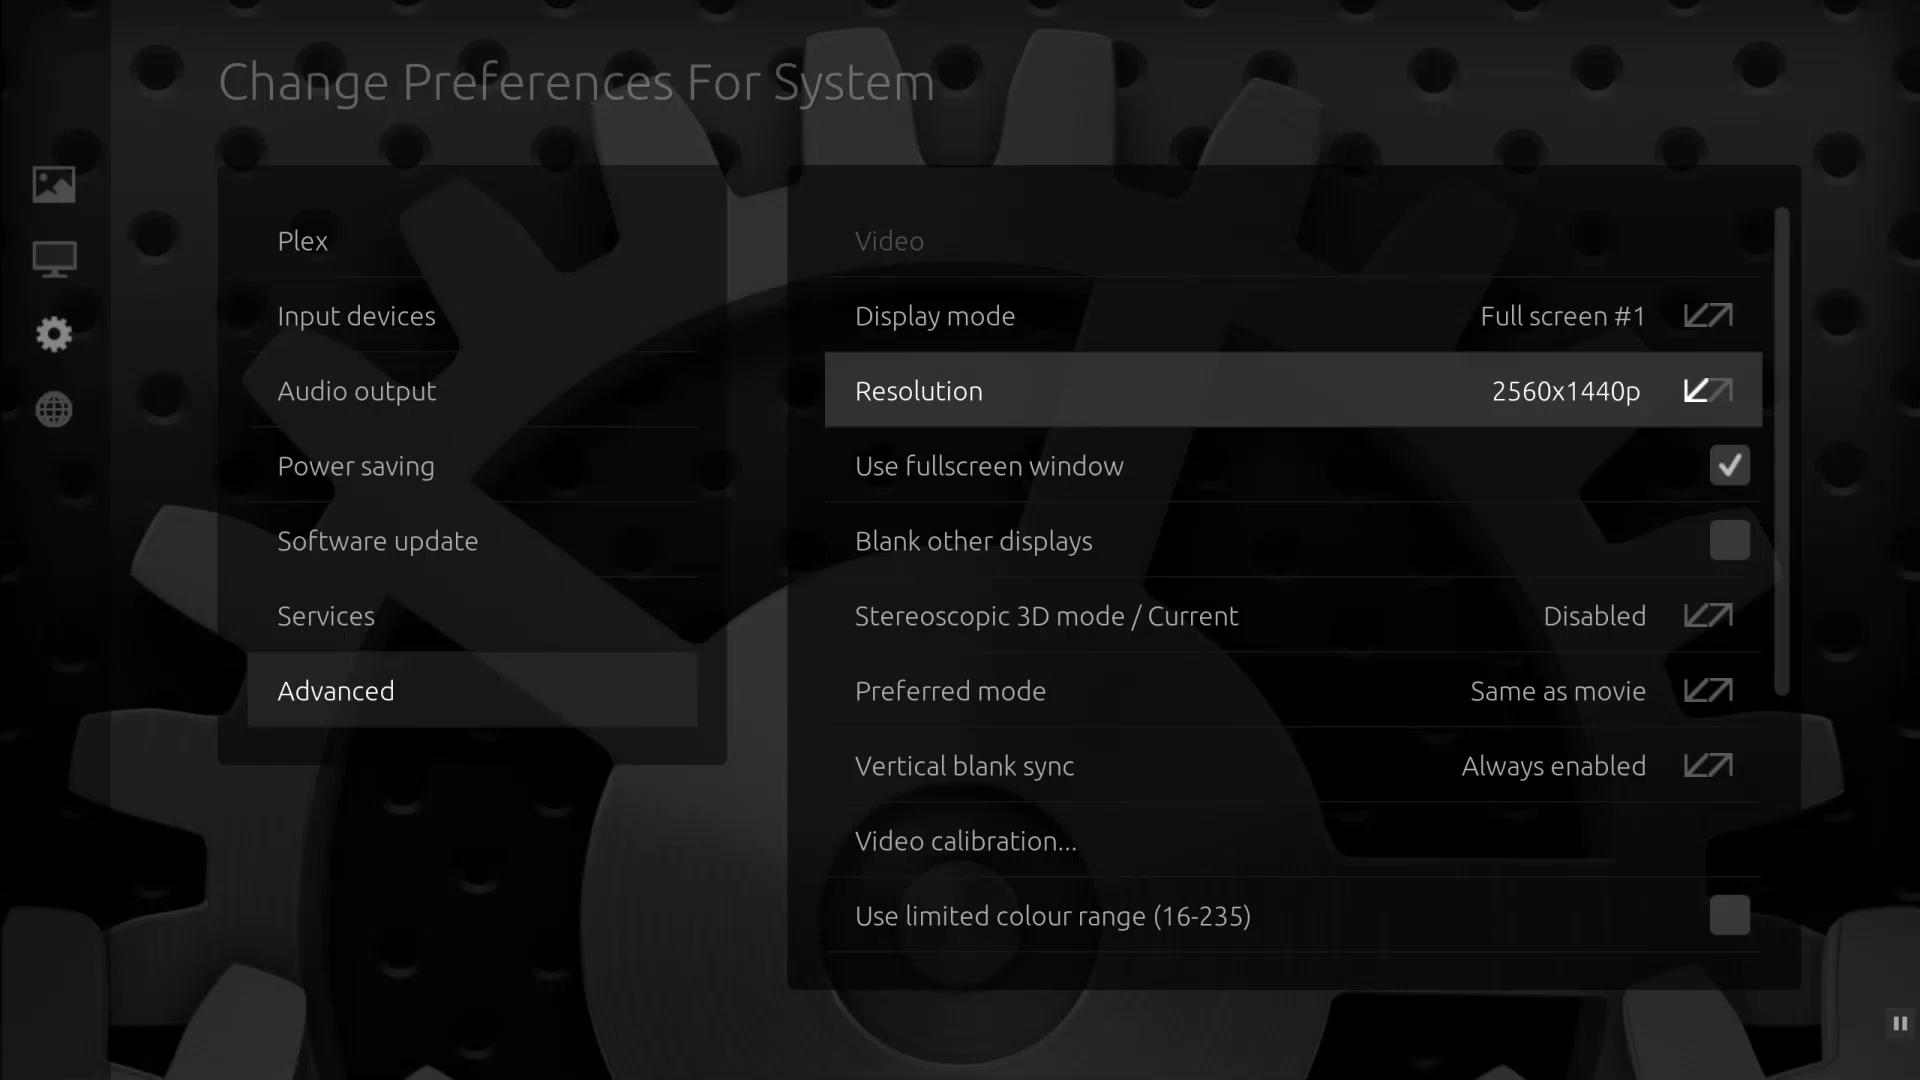 Change Preferences For System
Plex
Input devices
Audio output
Power saving
Software update
Services
Advanced
Video
Display mode Full screen #1
Resolution 2560x1440p
Use fullscreen window
Blank other displays
Stereoscopic 3D mode / Current Disabled
Preferred mode Same as movie
Vertical blank sync Always enabled
Video calibration...
Use limited colour range (16-235)